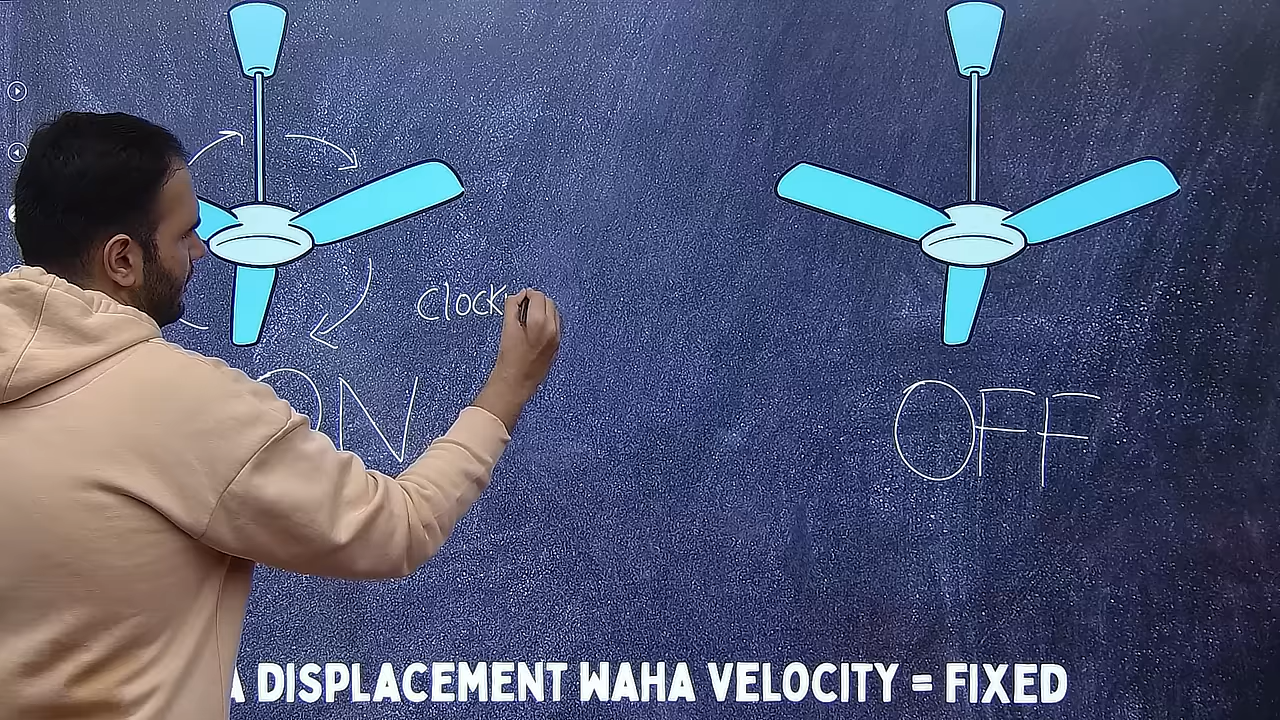 Clock
ON
OFF
A DISPLACEMENT WAHA VELOCITY = FIXED